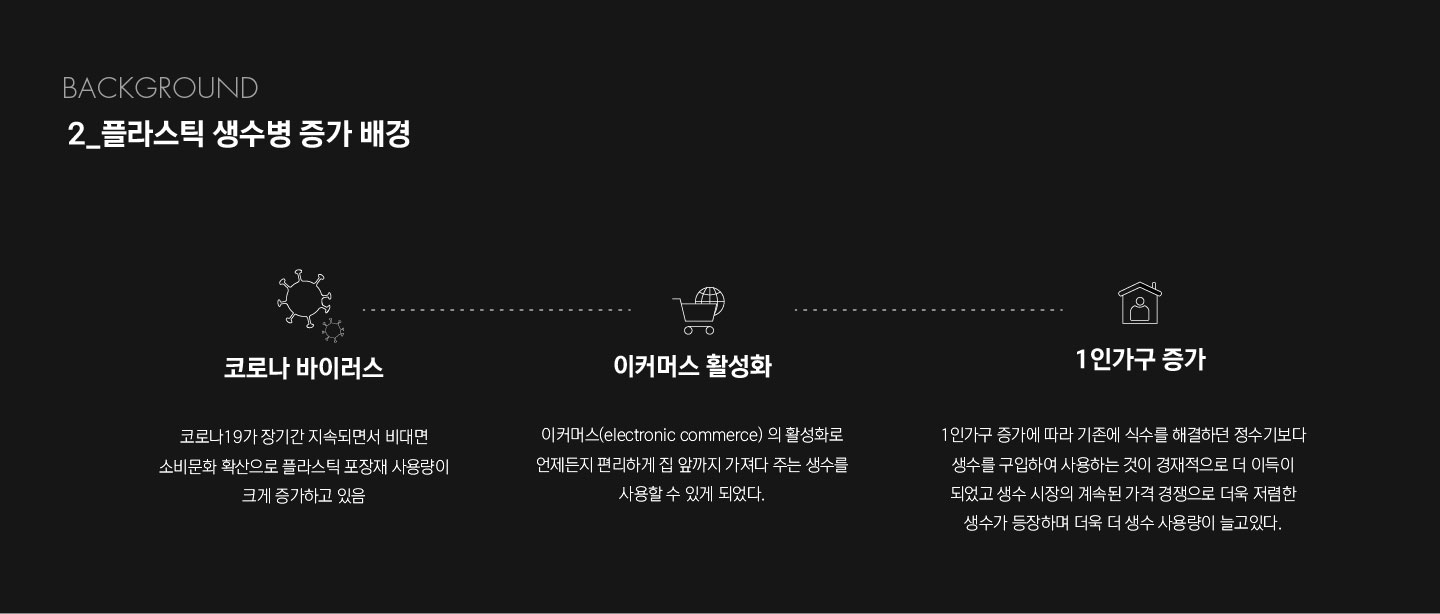 BACKGROUND
2_플라스틱 생수병 증가 배경
코로나 바이러스
코로나19가 장기간 지속되면서 비대면
소비문화 확산으로 플라스틱 포장재 사용량이
크게 증가하고 있음
이커머스 활성화
이커머스(electronic commerce) 의 활성화로
언제든지 편리하게 집 앞까지 가져다 주는 생수를
사용할 수 있게 되었다.
1인가구 증가
1인가구 증가에 따라 기존에 식수를 해결하던 정수기보다
생수를 구입하여 사용하는 것이 경재적으로 더 이득이
되었고 생수 시장의 계속된 가격 경쟁으로 더욱 저렴한
생수가 등장하며 더욱 더 생수 사용량이 늘고있다.